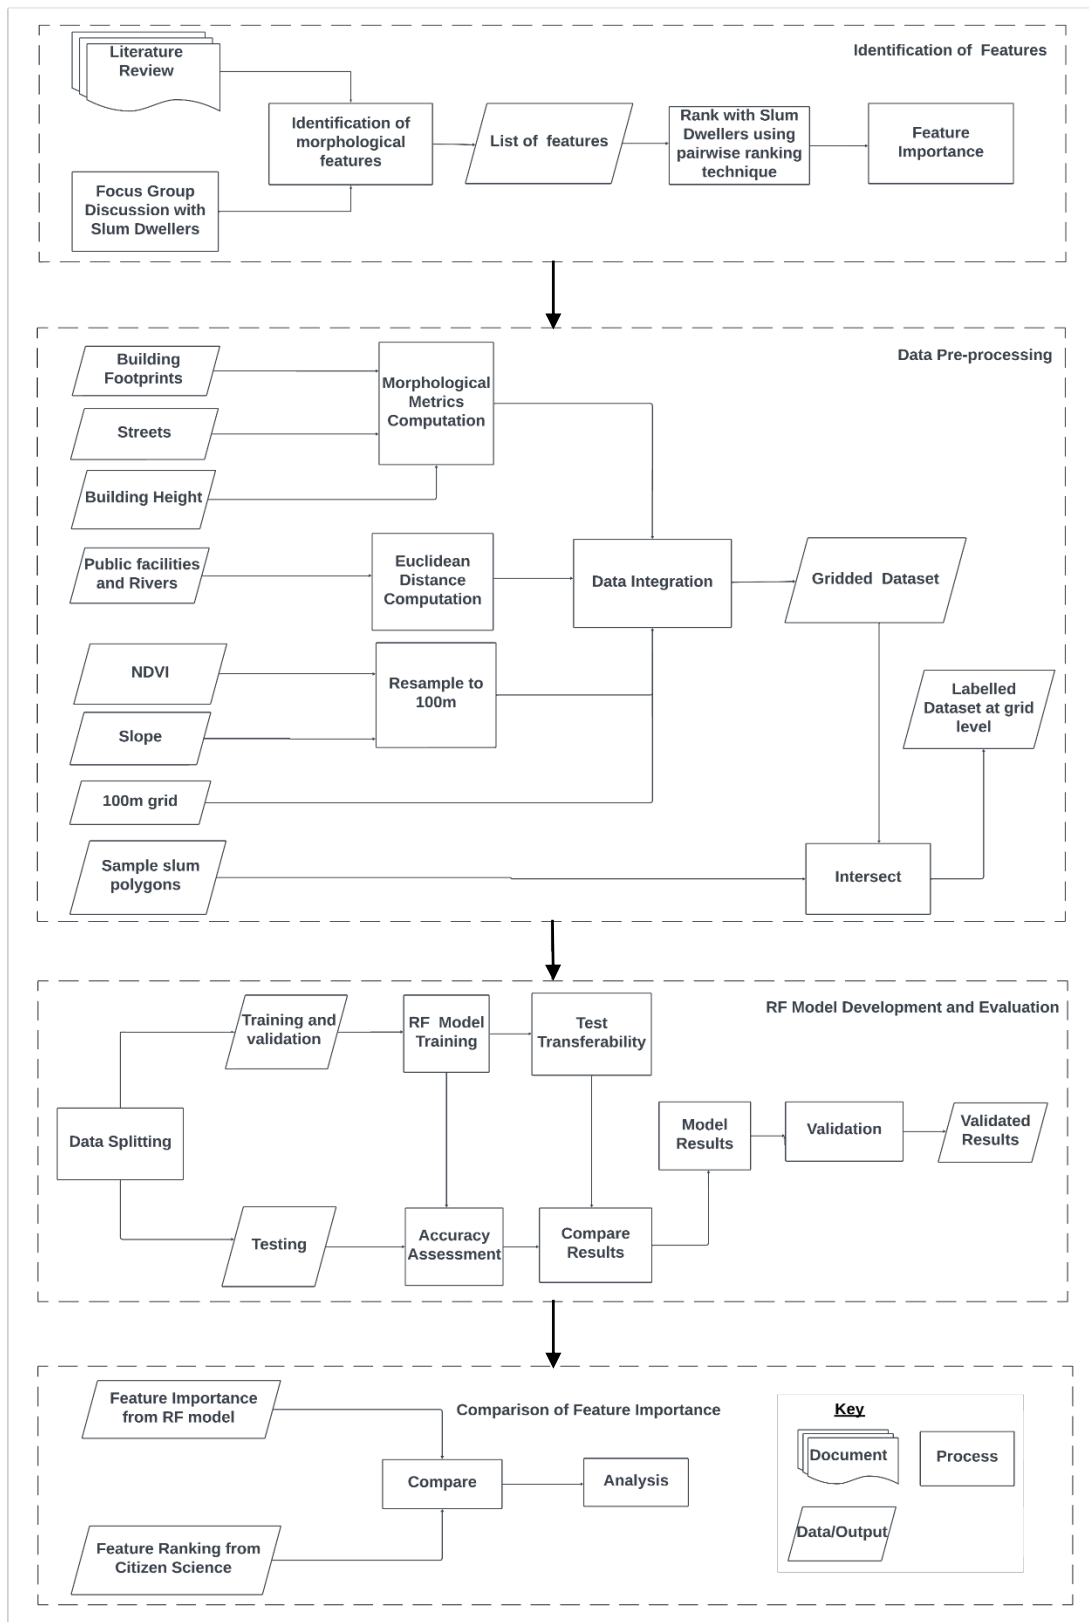 Identification of Features
Literature
Review
Identification of
morphological
features
List of features
Rank with Slum
Dwellers using
pairwise ranking
technique
Feature
Importance
Focus Group
Discussion with
Slum Dwellers
Data Pre-processing
Building
Footprints
Streets
Building Height
Morphological
Metrics
Computation
Public facilities
and Rivers
Euclidean
Distance
Computation
Data Integration
Gridded Dataset
NDVI
Slope
Resample to
100m
Labelled
Dataset at grid
level
100m grid
Sample slum
polygons
Intersect
RF Model Development and Evaluation
Training and
validation
RF Model
Training
Test
Transferability
Data Splitting
Model
Results
Validation
Validated
Results
Testing
Accuracy
Assessment
Compare
Results
Comparison of Feature Importance
Feature Importance
from RF model
Compare
Analysis
Feature Ranking from
Citizen Science
Key
Document
Process
Data/Output